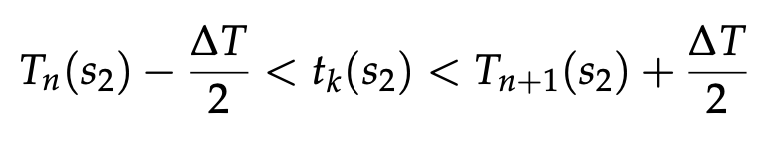 Tₙ(s₂) − ΔT/2 < tₖ(s₂) < Tₙ₊₁(s₂) + ΔT/2